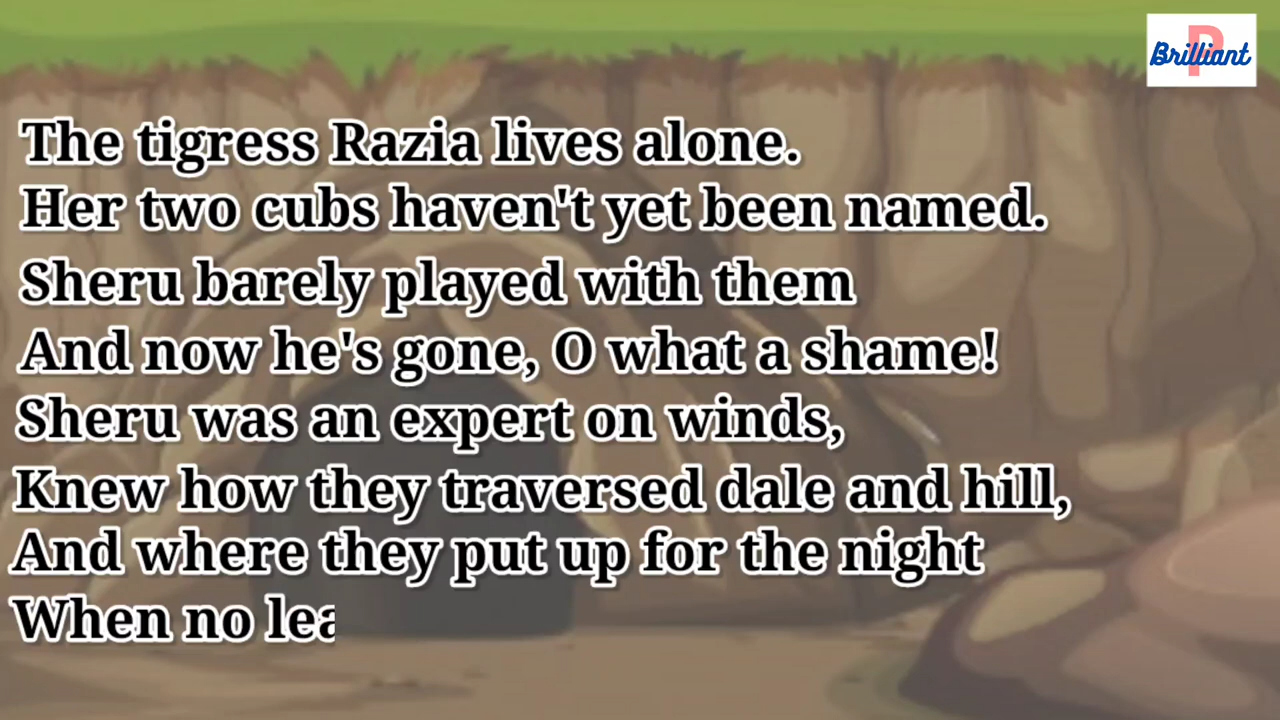 P
Brilliant
The tigress Razia lives alone.
Her two cubs haven't yet been named.
Sheru barely played with them
And now he's gone, O what a shame!
Sheru was an expert on winds,
Knew how they traversed dale and hill,
And where they put up for the night
When no lea